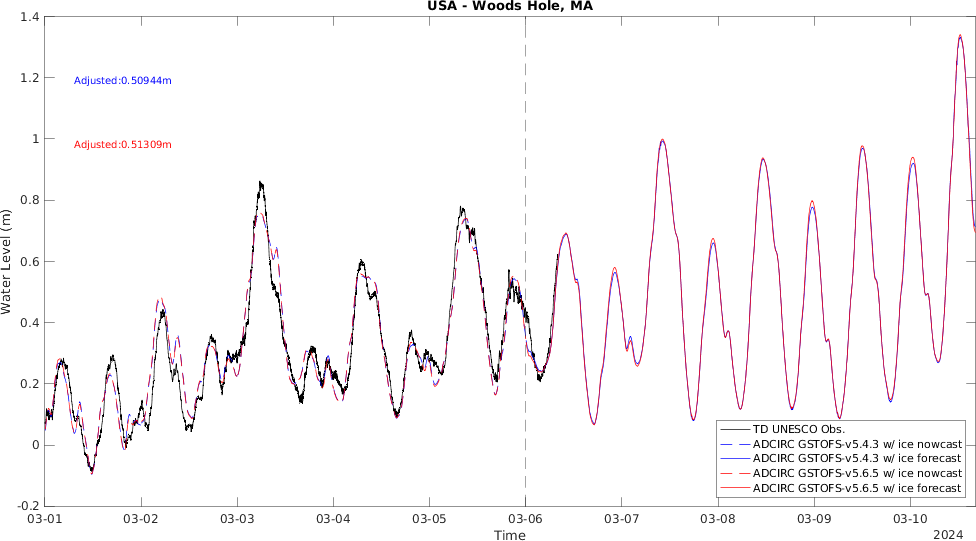 USA - Woods Hole, MA
1.4
1.2
1
0.8
0.6
0.4
0.2
0
-0.2
Water Level (m)
Adjusted:0.50944m
Adjusted:0.51309m
TD UNESCO Obs.
ADCIRC GSTOFS-v5.4.3 w/ ice nowcast
ADCIRC GSTOFS-v5.4.3 w/ ice forecast
ADCIRC GSTOFS-v5.6.5 w/ ice nowcast
ADCIRC GSTOFS-v5.6.5 w/ ice forecast
03-01 03-02 03-03 03-04 03-05 03-06 03-07 03-08 03-09 03-10
Time
2024